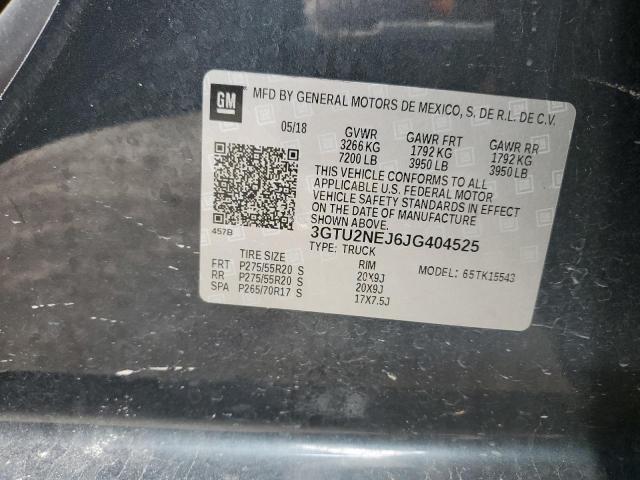 GM
MFD BY GENERAL MOTORS DE MEXICO, S. DE R.L. DE C.V.
05/18 GVWR GAWR FRT GAWR RR
3266 KG 1792 KG 1792 KG
7200 LB 3950 LB 3950 LB
THIS VEHICLE CONFORMS TO ALL
APPLICABLE U.S. FEDERAL MOTOR
VEHICLE SAFETY STANDARDS IN EFFECT
ON THE DATE OF MANUFACTURE
SHOWN ABOVE.
457B
3GTU2NEJ6JG404525
TYPE: TRUCK
TIRE SIZE RIM MODEL: 65TK15543
FRT P275/55R20 S 20X9J
RR P275/55R20 S 20X9J
SPA P265/70R17 S 17X7.5J